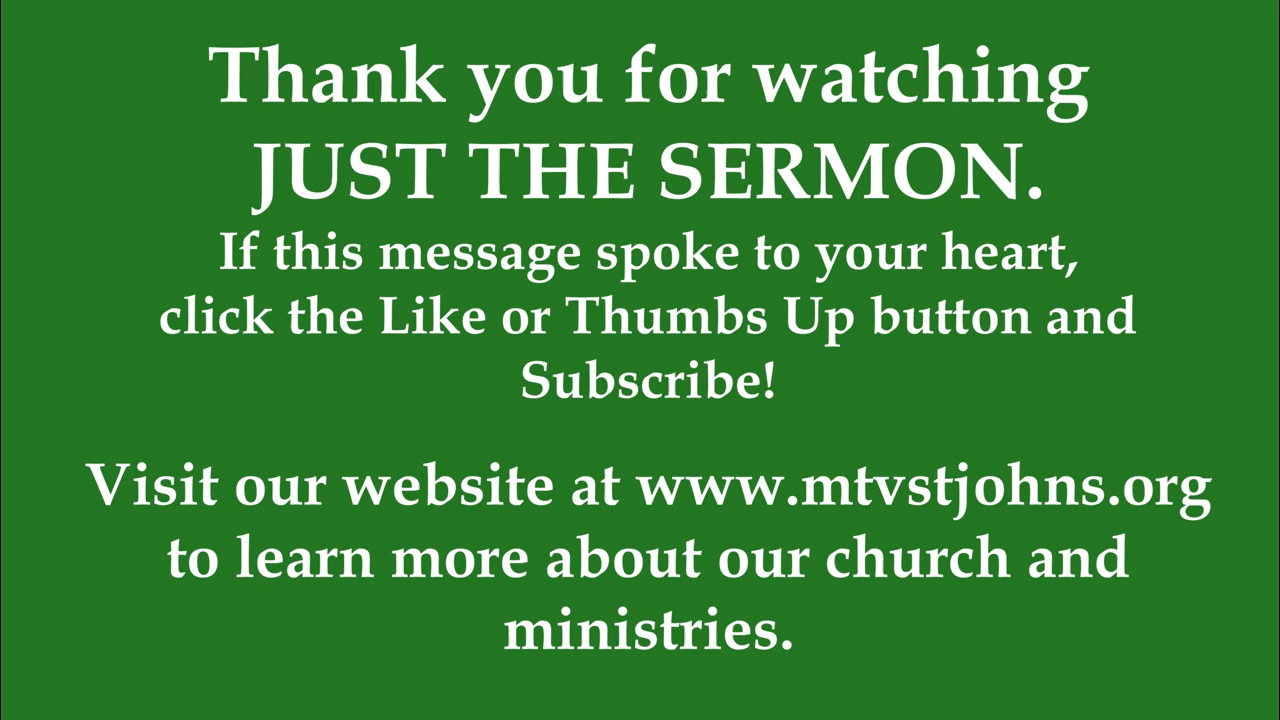 Thank you for watching
JUST THE SERMON.
If this message spoke to your heart,
click the Like or Thumbs Up button and
Subscribe!
Visit our website at www.mtvstjohns.org
to learn more about our church and
ministries.